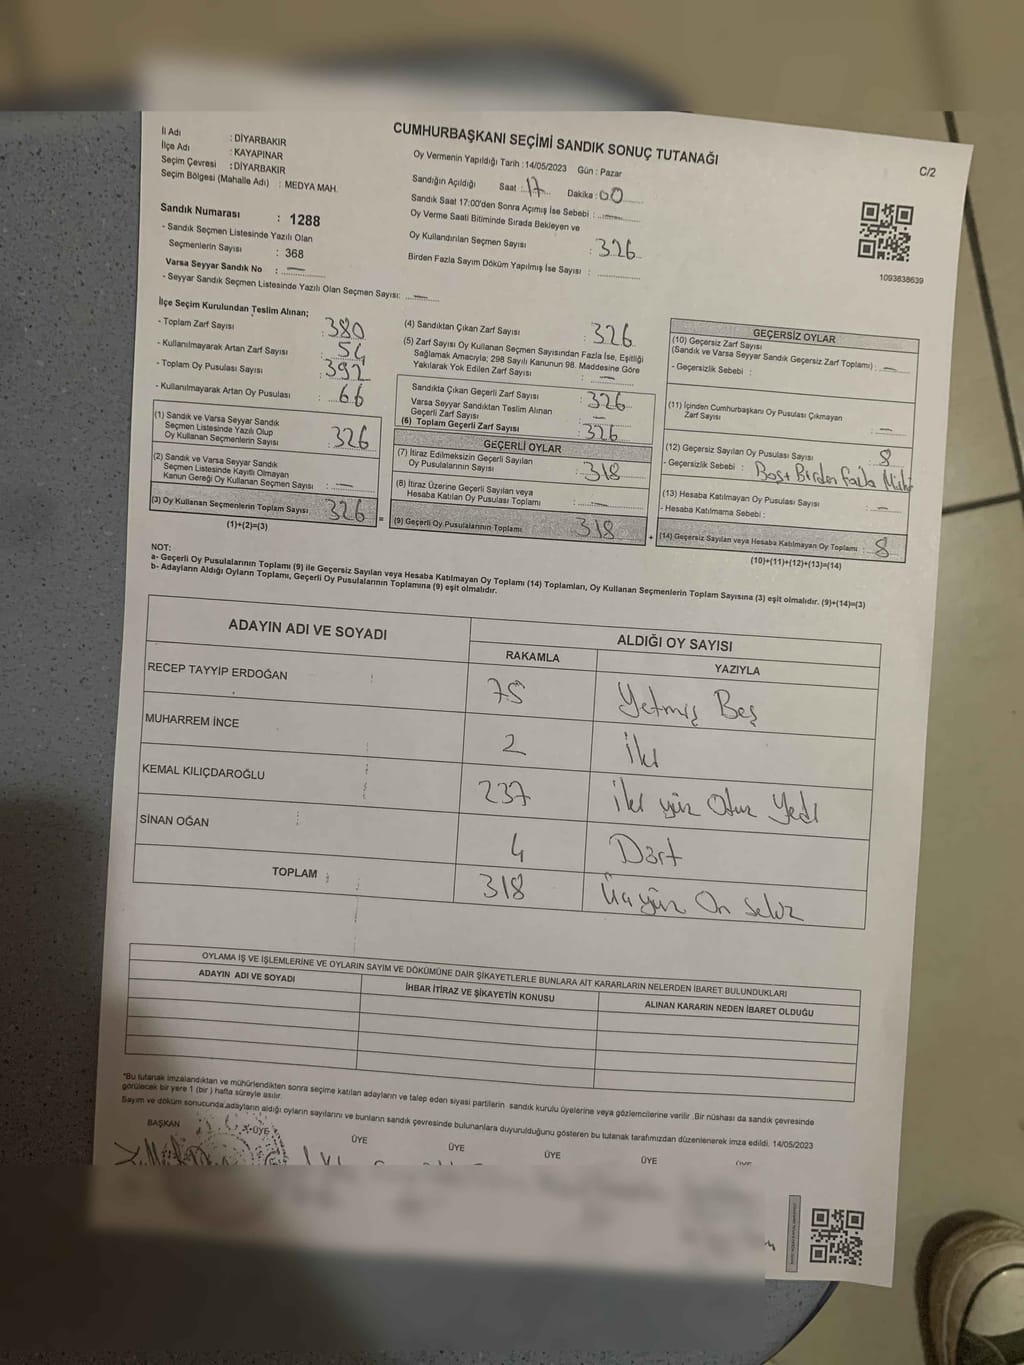 CUMHURBAŞKANI SEÇİMİ SANDIK SONUÇ TUTANAĞI
C/2
İl Adı : DİYARBAKIR
İlçe Adı : KAYAPINAR
Seçim Çevresi : DİYARBAKIR
Seçim Bölgesi (Mahalle Adı) : MEDYA MAH.
Sandık Numarası : 1288
- Sandık Seçmen Listesinde Yazılı Olan
Seçmenlerin Sayısı : 368
Varsa Seyyar Sandık No : —
- Seyyar Sandık Seçmen Listesinde Yazılı Olan Seçmen Sayısı: —
Oy Vermenin Yapıldığı Tarih : 14/05/2023 Gün : Pazar
Sandığın Açıldığı Saat : 17 Dakika : 00
Sandık Saat 17:00'den Sonra Açımış İse Sebebi : —
Oy Verme Saati Bitiminde Sırada Bekleyen ve
Oy Kullandırılan Seçmen Sayısı : 326
Birden Fazla Sayım Döküm Yapılmış İse Sayısı :
1093838639
İlçe Seçim Kurulundan Teslim Alınan;
- Toplam Zarf Sayısı : 380
- Kullanılmayarak Artan Zarf Sayısı : 54
- Toplam Oy Pusulası Sayısı : 392
- Kullanılmayarak Artan Oy Pusulası : 66
(1) Sandık ve Varsa Seyyar Sandık
Seçmen Listesinde Yazılı Olup
Oy Kullanan Seçmenlerin Sayısı : 326
(2) Sandık ve Varsa Seyyar Sandık
Seçmen Listesinde Kayıtlı Olmayan
Kanun Gereği Oy Kullanan Seçmen Sayısı : —
(3) Oy Kullanan Seçmenlerin Toplam Sayısı : 326
(1)+(2)=(3)
(4) Sandıktan Çıkan Zarf Sayısı : 326
(5) Zarf Sayısı Oy Kullanan Seçmen Sayısından Fazla İse, Eşitliği
Sağlamak Amacıyla; 298 Sayılı Kanunun 98. Maddesine Göre
Yakılarak Yok Edilen Zarf Sayısı : —
Sandıkta Çıkan Geçerli Zarf Sayısı : 326
Varsa Seyyar Sandıktan Teslim Alınan
Geçerli Zarf Sayısı : —
(6) Toplam Geçerli Zarf Sayısı : 326
GEÇERLİ OYLAR
(7) İtiraz Edilmeksizin Geçerli Sayılan
Oy Pusulalarının Sayısı : 318
(8) İtiraz Üzerine Geçerli Sayılan veya
Hesaba Katılan Oy Pusulası Toplamı : —
= (9) Geçerli Oy Pusulalarının Toplamı 318
GEÇERSİZ OYLAR
(10) Geçersiz Zarf Sayısı
(Sandık ve Varsa Seyyar Sandık Geçersiz Zarf Toplamı) : —
- Geçersizlik Sebebi :
(11) İçinden Cumhurbaşkanı Oy Pusulası Çıkmayan
Zarf Sayısı : —
(12) Geçersiz Sayılan Oy Pusulası Sayısı : 8
- Geçersizlik Sebebi : Boş + Birden Fazla
(13) Hesaba Katılmayan Oy Pusulası Sayısı : —
- Hesaba Katılmama Sebebi :
+ (14) Geçersiz Sayılan veya Hesaba Katılmayan Oy Toplamı : 8
(10)+(11)+(12)+(13)=(14)
NOT:
a- Geçerli Oy Pusulalarının Toplamı (9) ile Geçersiz Sayılan veya Hesaba Katılmayan Oy Toplamı (14) Toplamları, Oy Kullanan Seçmenlerin Toplam Sayısına (3) eşit olmalıdır. (9)+(14)=(3)
b- Adayların Aldığı Oyların Toplamı, Geçerli Oy Pusulalarının Toplamına (9) eşit olmalıdır.
ADAYIN ADI VE SOYADI
ALDIĞI OY SAYISI
RAKAMLA YAZIYLA
RECEP TAYYİP ERDOĞAN 75 Yetmiş Beş
MUHARREM İNCE 2 İki
KEMAL KILIÇDAROĞLU 237 İki yüz Otuz Yedi
SİNAN OĞAN 4 Dört
TOPLAM 318 Üç yüz On Sekiz
OYLAMA İŞ VE İŞLEMLERİNE VE OYLARIN SAYIM VE DÖKÜMÜNE DAİR ŞİKAYETLERLE BUNLARA AİT KARARLARIN NELERDEN İBARET BULUNDUKLARI
ADAYIN ADI VE SOYADI
İHBAR İTİRAZ VE ŞİKAYETİN KONUSU
ALINAN KARARIN NEDEN İBARET OLDUĞU
*Bu tutanak imzalandıktan ve mühürlendikten sonra seçime katılan adayların ve talep eden siyasi partilerin sandık kurulu üyelerine veya gözlemcilerine verilir .Bir nüshası da sandık çevresinde
görülecek bir yere 1 (bir ) hafta süreyle asılır.
Sayım ve döküm sonucunda adayların aldığı oyların sayılarını ve bunların sandık çevresinde bulunanlara duyurulduğunu gösteren bu tutanak tarafımızdan düzenlenerek imza edildi. 14/05/2023
BAŞKAN ÜYE ÜYE ÜYE ÜYE ÜYE ÜYE